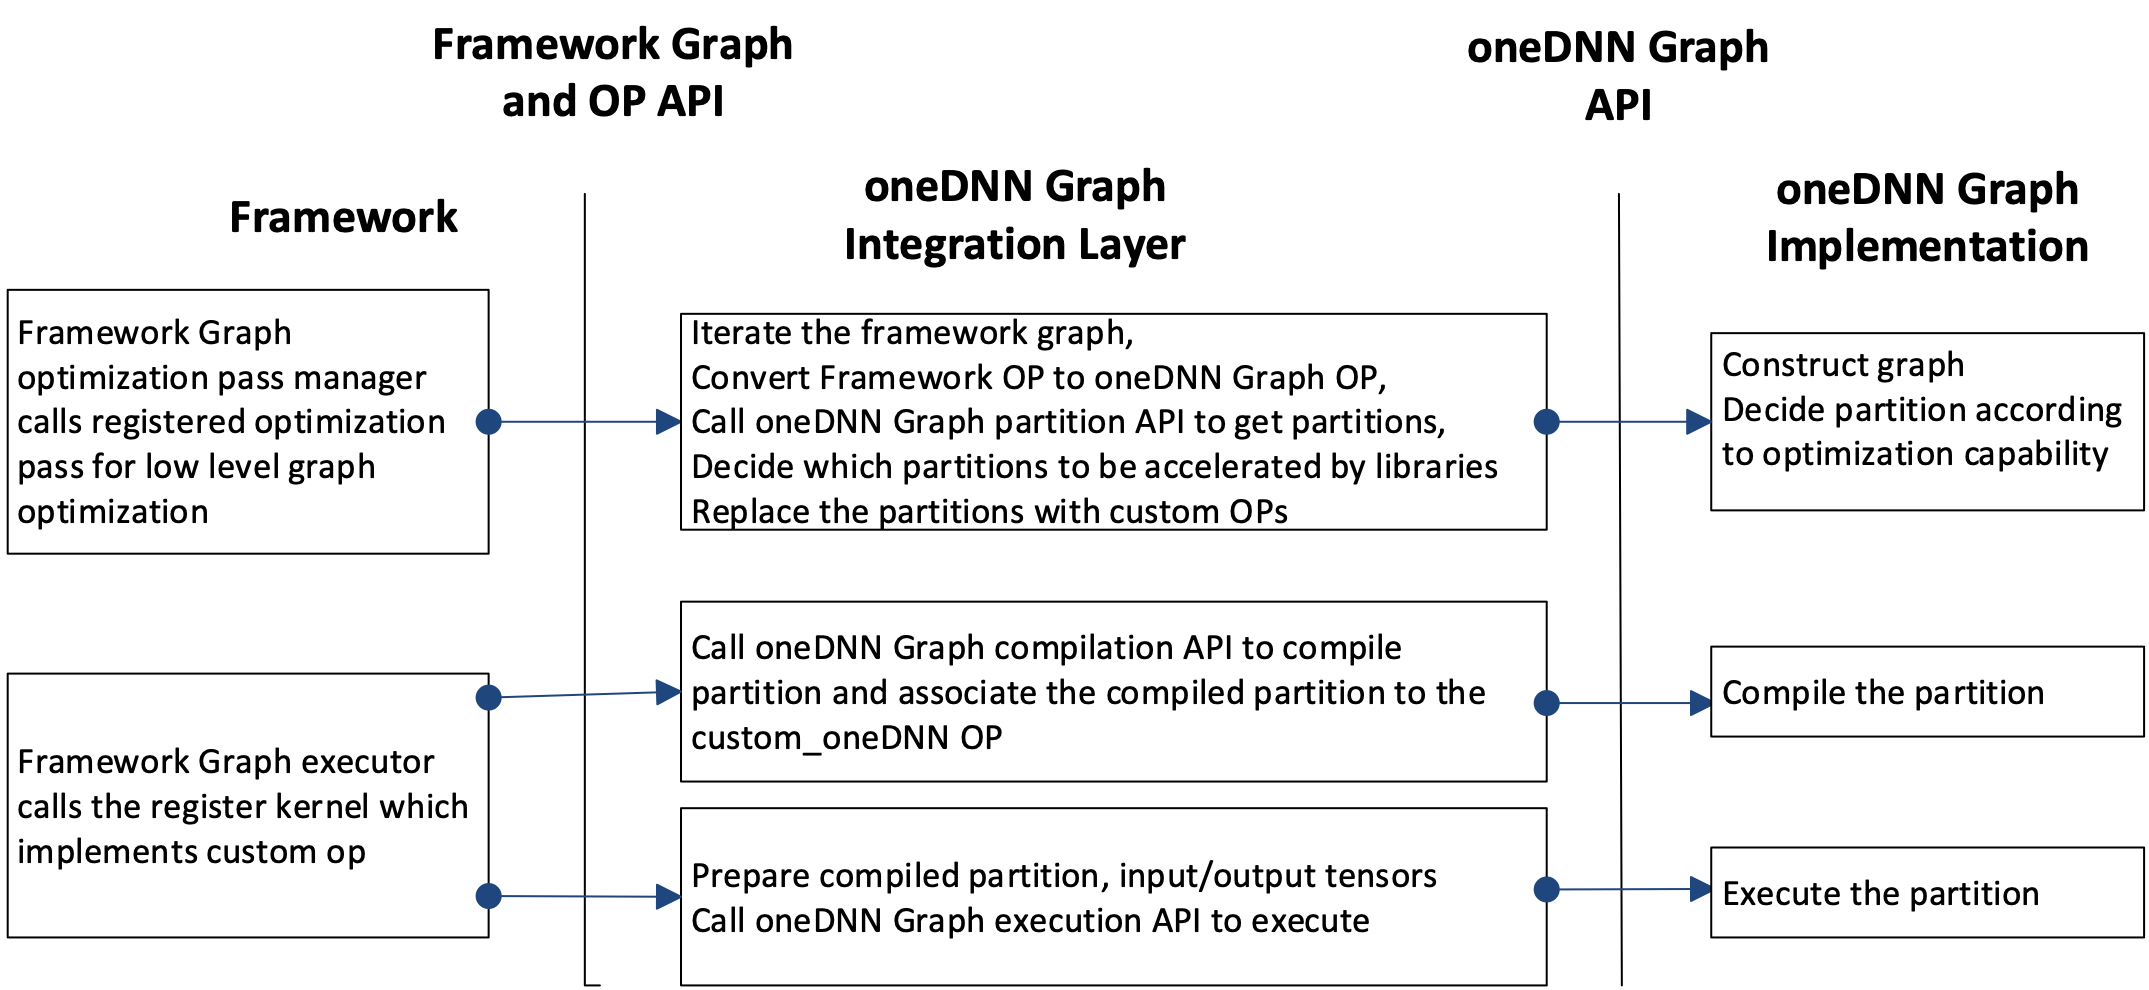 Framework Graph
and OP API
oneDNN Graph
API
Framework
oneDNN Graph
Integration Layer
oneDNN Graph
Implementation
Framework Graph
optimization pass manager
calls registered optimization
pass for low level graph
optimization
Iterate the framework graph,
Convert Framework OP to oneDNN Graph OP,
Call oneDNN Graph partition API to get partitions,
Decide which partitions to be accelerated by libraries
Replace the partitions with custom OPs
Construct graph
Decide partition according
to optimization capability
Framework Graph executor
calls the register kernel which
implements custom op
Call oneDNN Graph compilation API to compile
partition and associate the compiled partition to the
custom_oneDNN OP
Compile the partition
Prepare compiled partition, input/output tensors
Call oneDNN Graph execution API to execute
Execute the partition